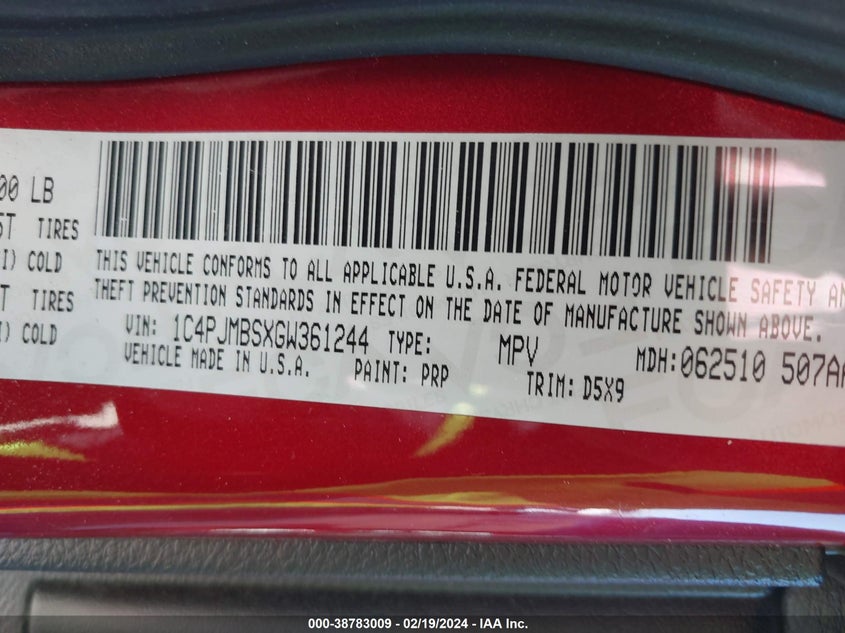 00 LB
5T TIRES
I) COLD
T TIRES
I) COLD
THIS VEHICLE CONFORMS TO ALL APPLICABLE U.S.A. FEDERAL MOTOR VEHICLE SAFETY AN
THEFT PREVENTION STANDARDS IN EFFECT ON THE DATE OF MANUFACTURE SHOWN ABOVE.
VIN: 1C4PJMBSXGW361244 TYPE: MPV MDH:062510 507AA
VEHICLE MADE IN U.S.A. PAINT: PRP TRIM: D5X9
000-38783009 - 02/19/2024 - IAA Inc.